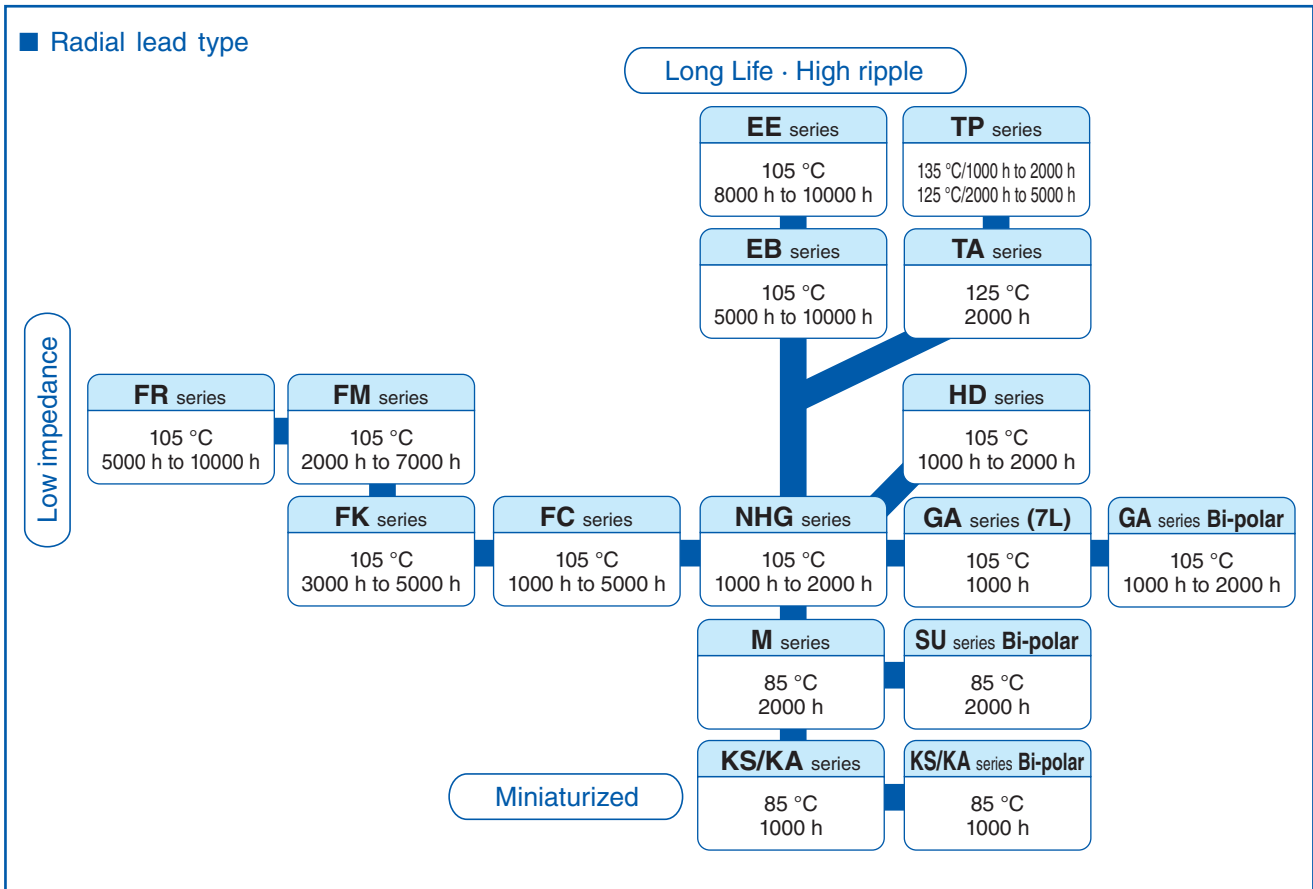 ■ Radial lead type
Long Life · High ripple
EE series
105 °C
8000 h to 10000 h
TP series
135 °C/1000 h to 2000 h
125 °C/2000 h to 5000 h
EB series
105 °C
5000 h to 10000 h
TA series
125 °C
2000 h
Low impedance
FR series
105 °C
5000 h to 10000 h
FM series
105 °C
2000 h to 7000 h
HD series
105 °C
1000 h to 2000 h
FK series
105 °C
3000 h to 5000 h
FC series
105 °C
1000 h to 5000 h
NHG series
105 °C
1000 h to 2000 h
GA series (7L)
105 °C
1000 h
GA series Bi-polar
105 °C
1000 h to 2000 h
M series
85 °C
2000 h
SU series Bi-polar
85 °C
2000 h
Miniaturized
KS/KA series
85 °C
1000 h
KS/KA series Bi-polar
85 °C
1000 h